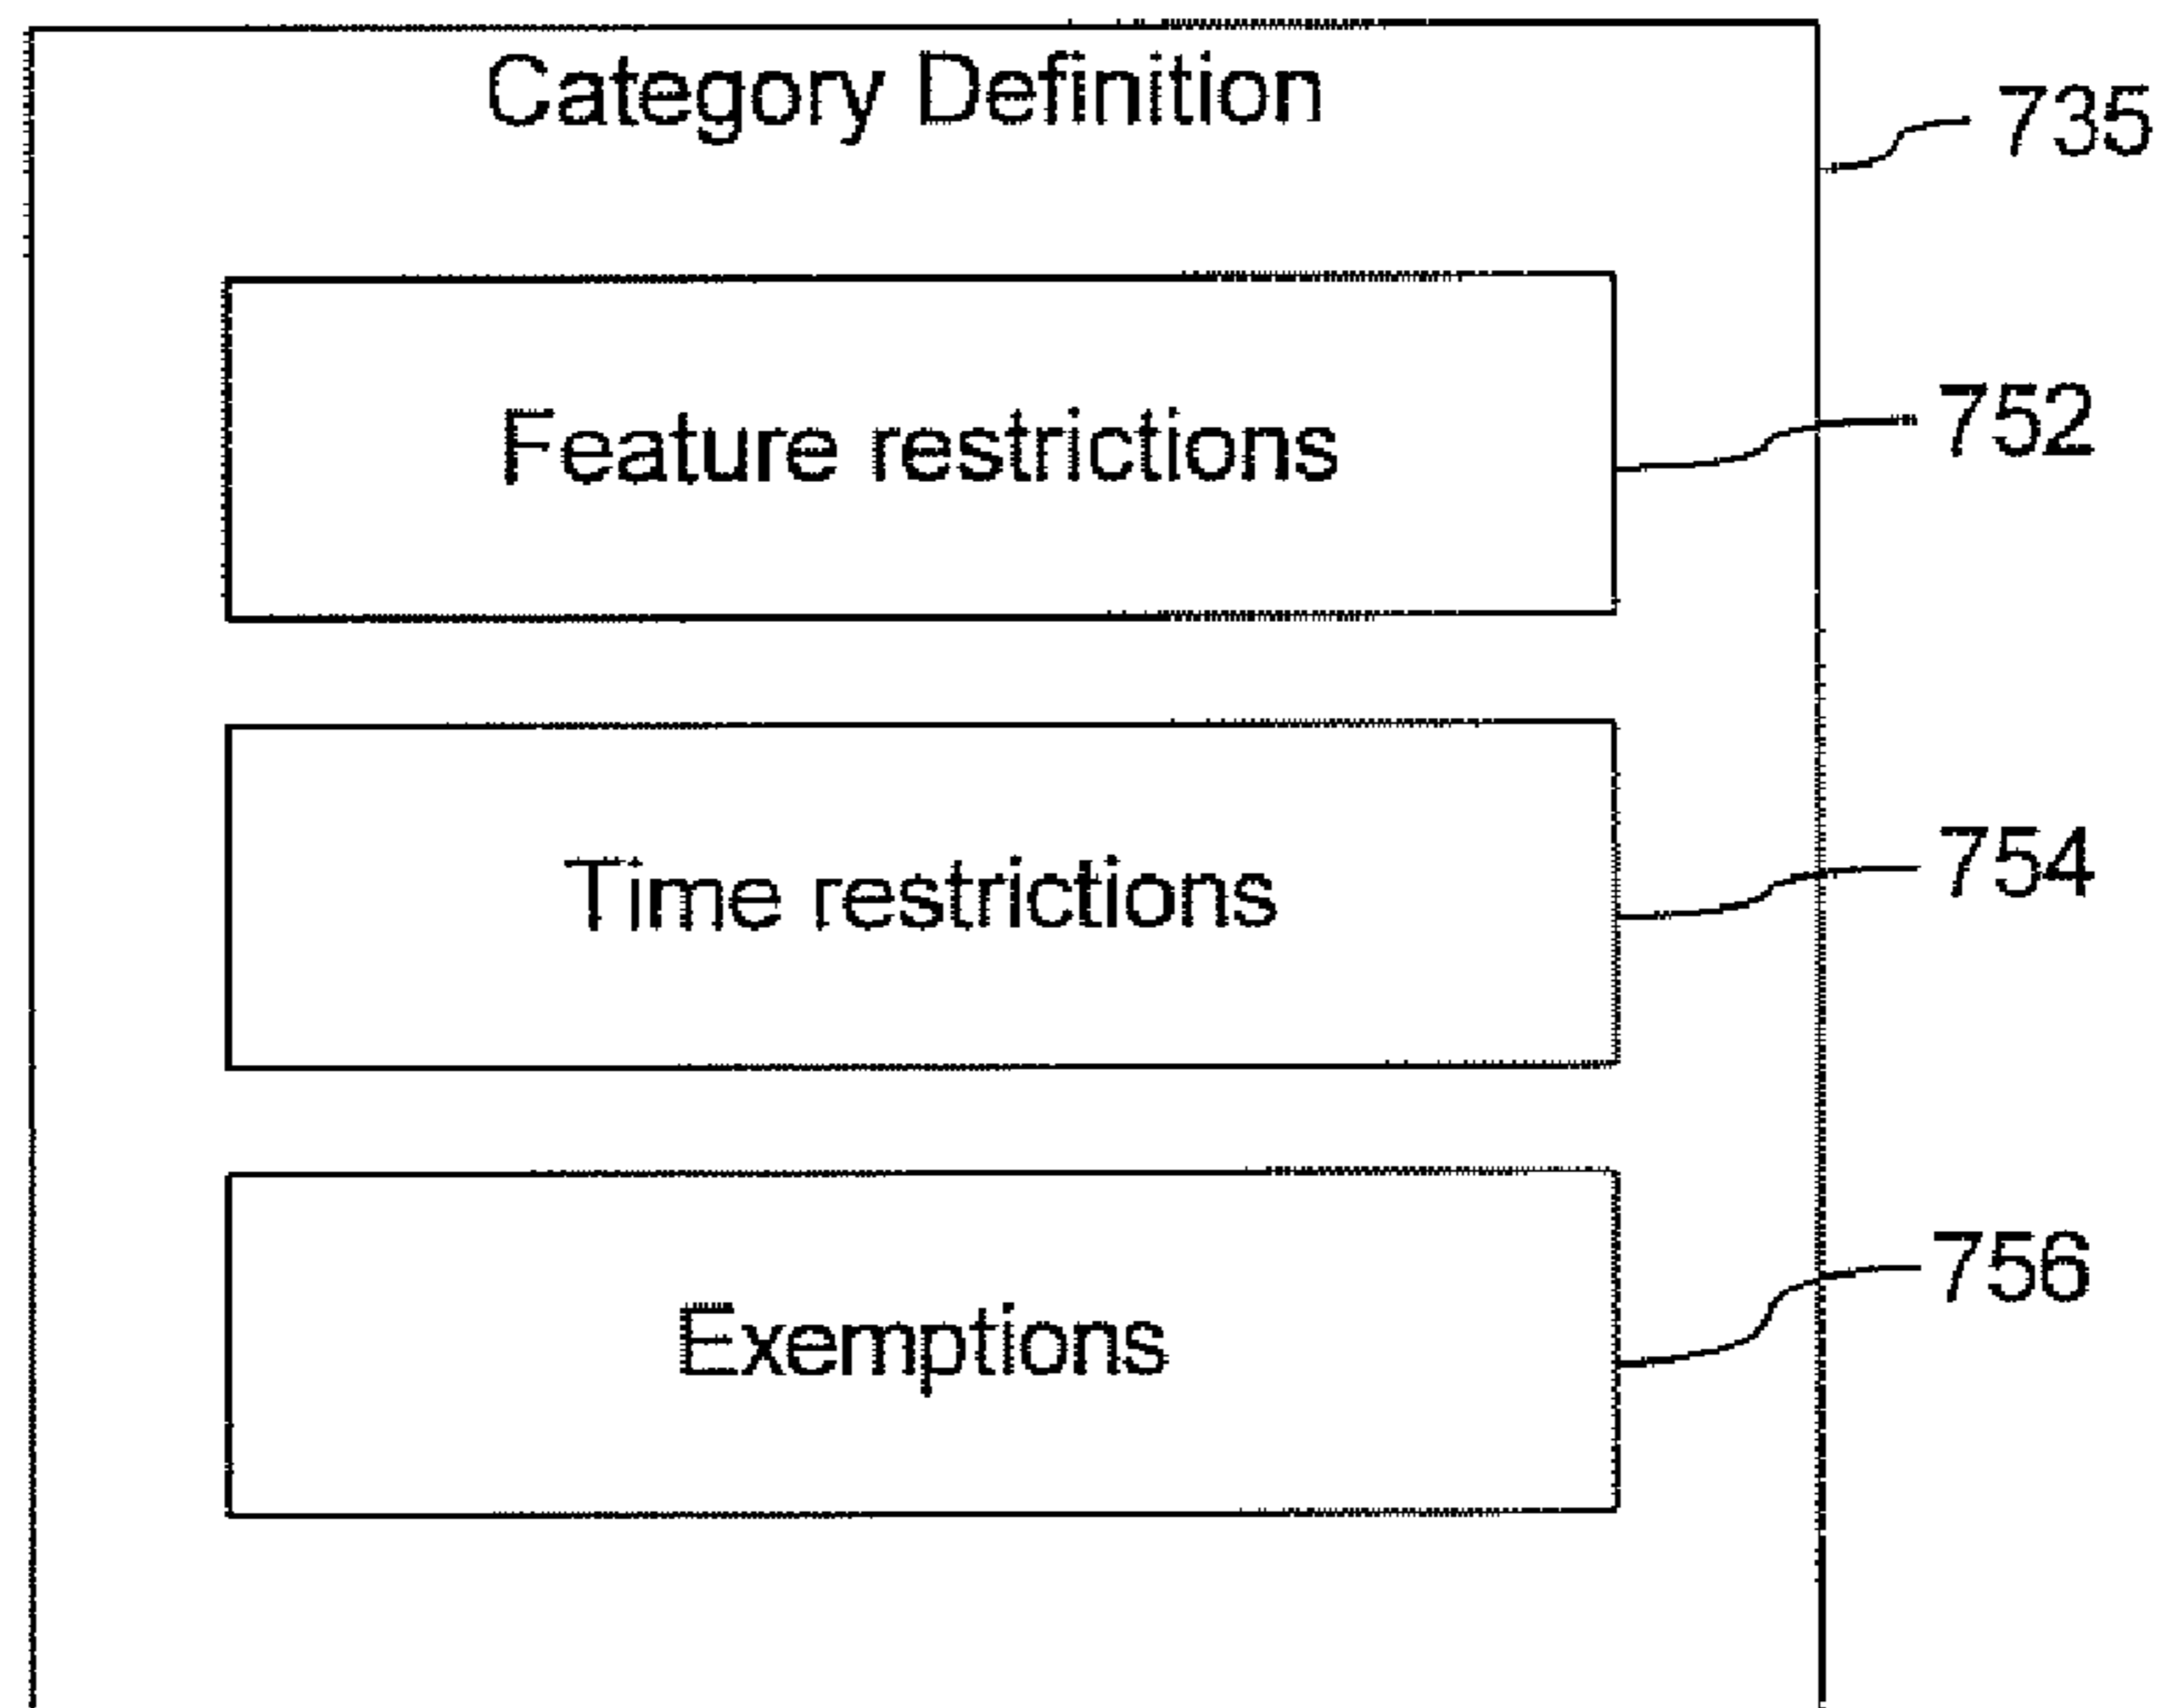 Category Definition
735
Feature restrictions
752
Time restrictions
754
Exemptions
756